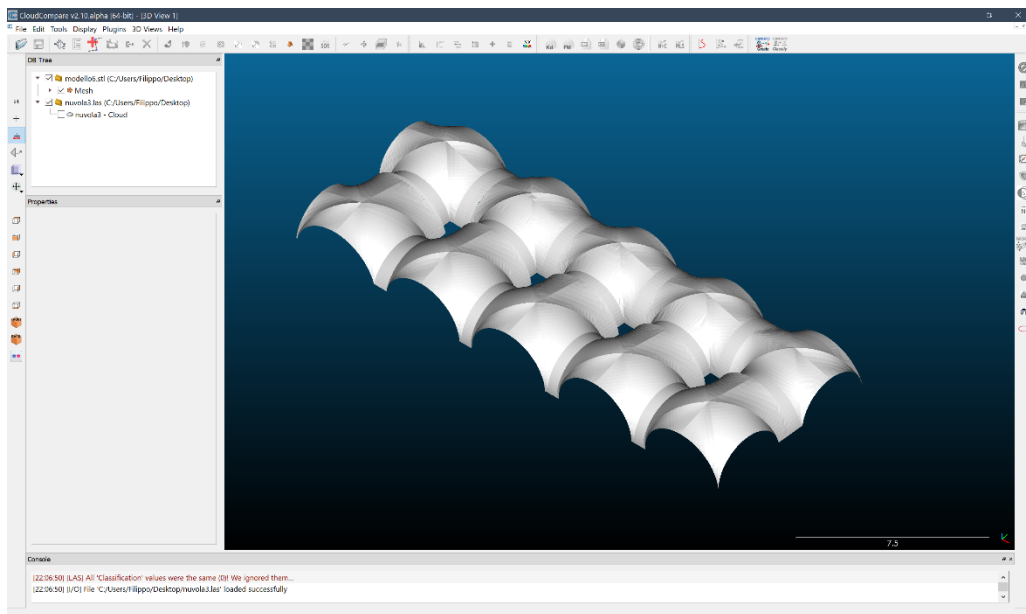 CloudCompare v2.10.alpha [64-bit] - [3D View 1]
File Edit Tools Display Plugins 3D Views Help
DB Tree
modello6.stl (C:/Users/Filippo/Desktop)
Mesh
nuvola3.las (C:/Users/Filippo/Desktop)
nuvola3 - Cloud
Properties
7.5
Console
[22:06:50] [LAS] All 'Classification' values were the same (0)! We ignored them...
[22:06:50] [I/O] File 'C:/Users/Filippo/Desktop/nuvola3.las' loaded successfully